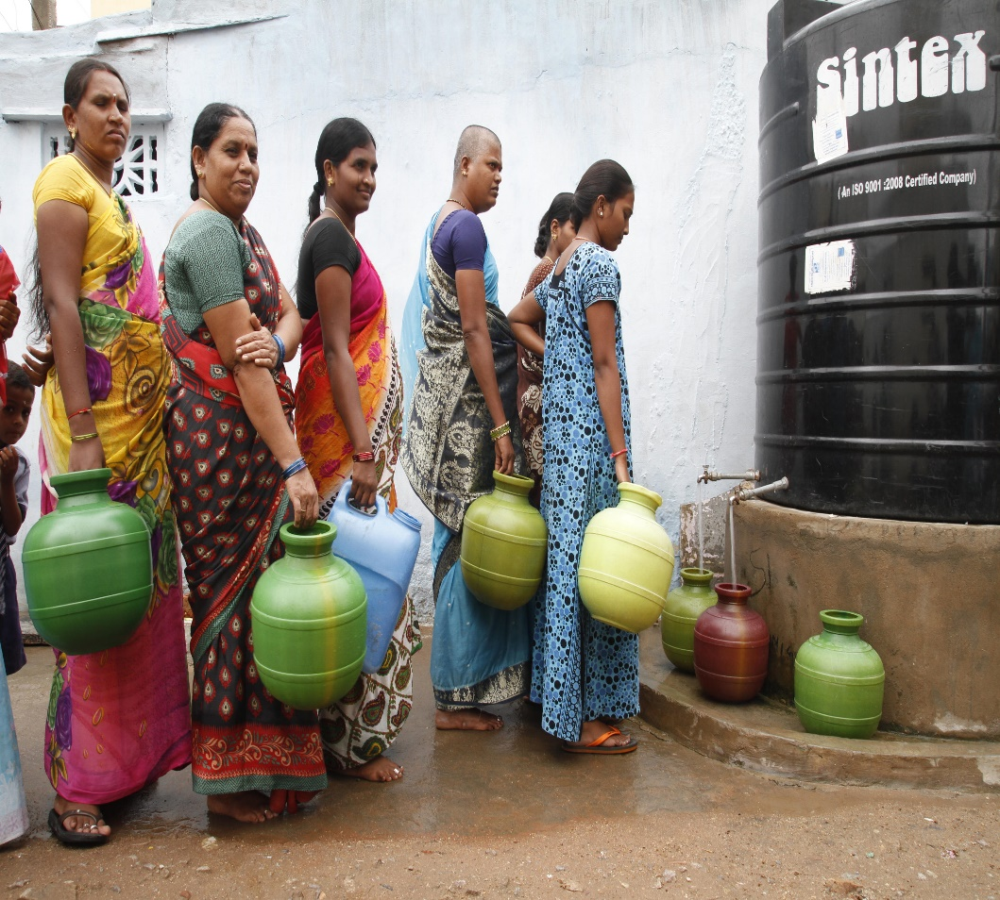 sintex
(An ISO 9001:2008 Certified Company)